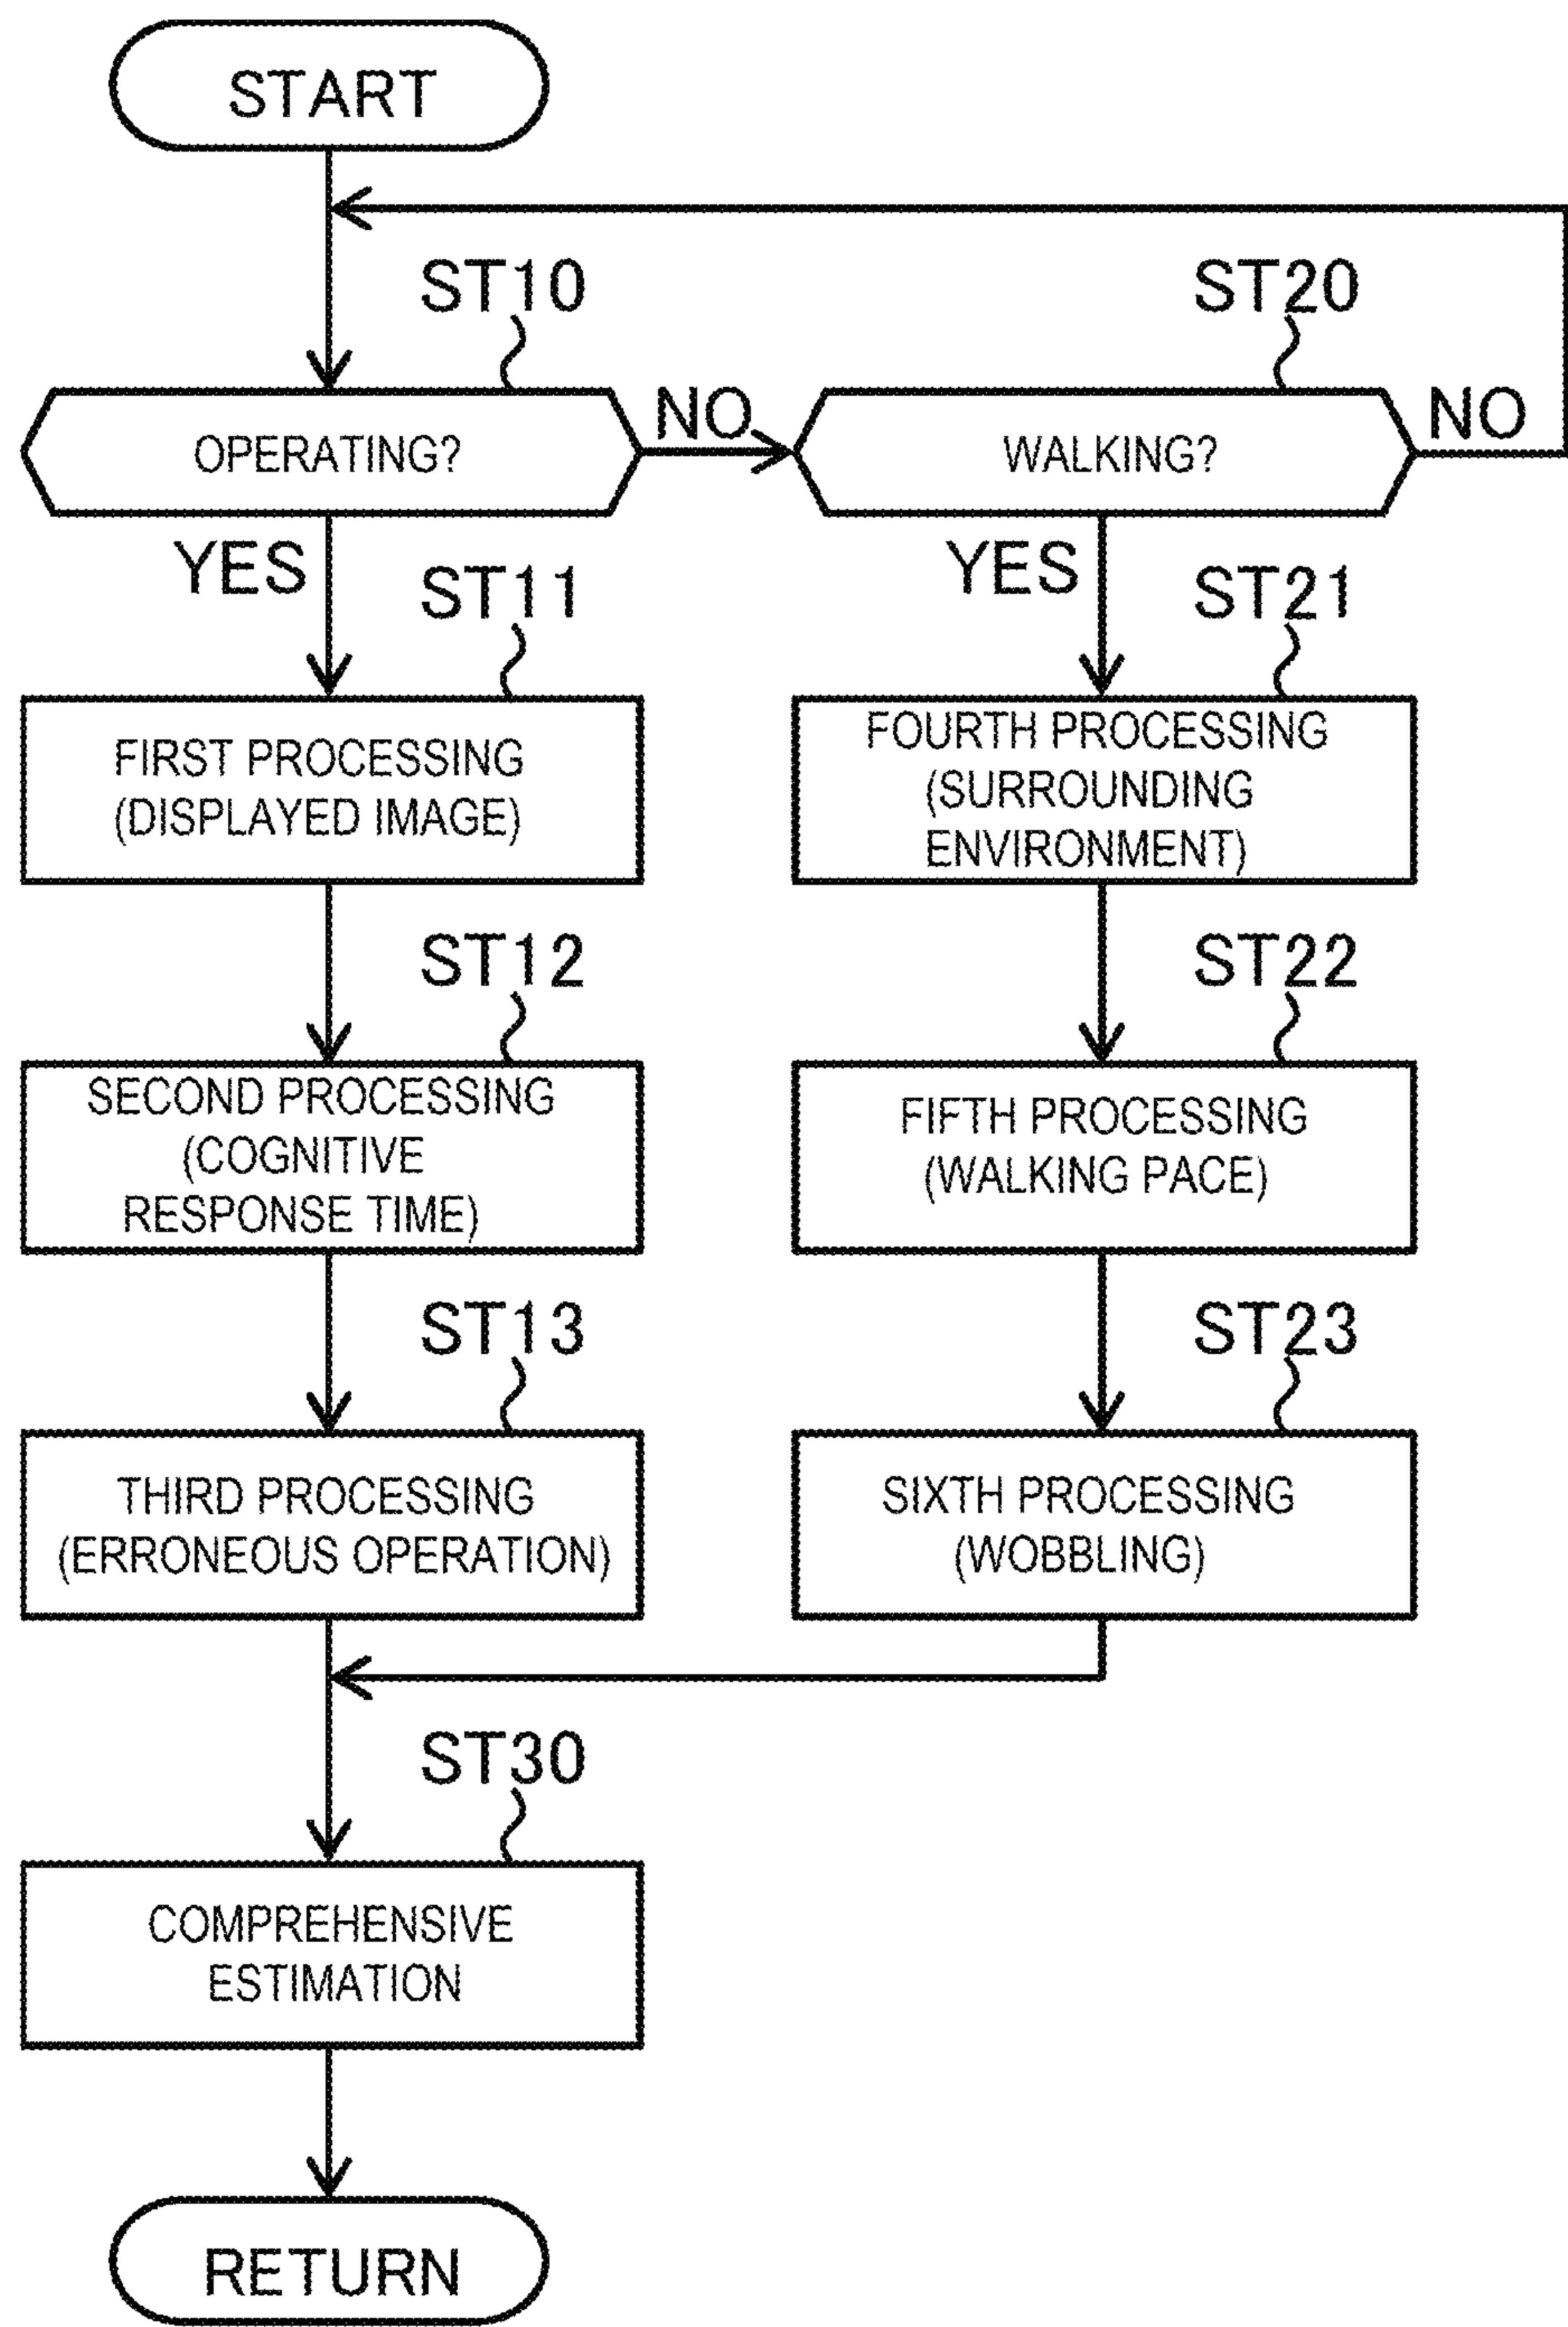 START
ST10
ST20
OPERATING?
NO
WALKING?
NO
YES
ST11
YES
ST21
FIRST PROCESSING
(DISPLAYED IMAGE)
FOURTH PROCESSING
(SURROUNDING
ENVIRONMENT)
ST12
ST22
SECOND PROCESSING
(COGNITIVE
RESPONSE TIME)
FIFTH PROCESSING
(WALKING PACE)
ST13
ST23
THIRD PROCESSING
(ERRONEOUS OPERATION)
SIXTH PROCESSING
(WOBBLING)
ST30
COMPREHENSIVE
ESTIMATION
RETURN